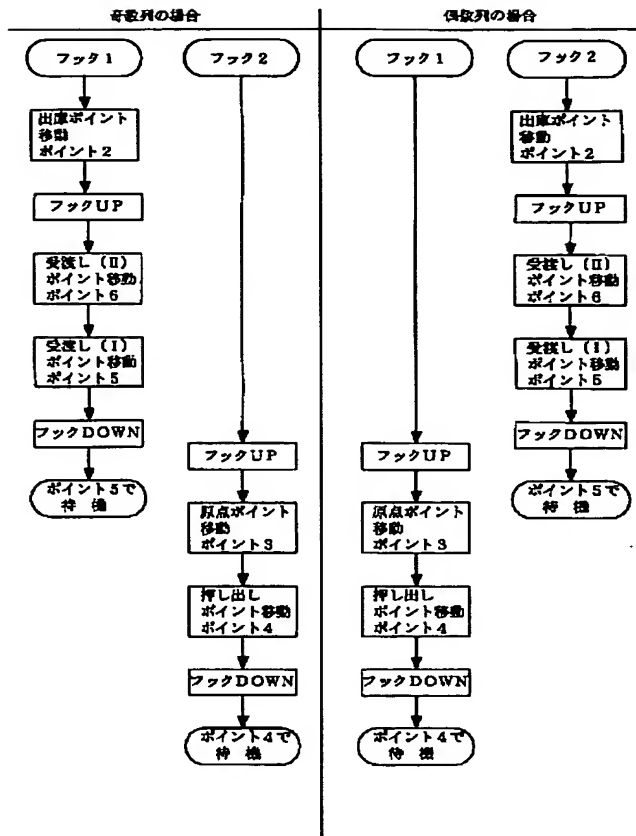 奇数列の場合
フック1
出庫ポイント
移動
ポイント2
フックUP
受渡し(II)
ポイント移動
ポイント6
受渡し(I)
ポイント移動
ポイント5
フックDOWN
ポイント5で
待機
フック2
フックUP
原点ポイント
移動
ポイント3
押し出し
ポイント移動
ポイント4
フックDOWN
ポイント4で
待機
偶数列の場合
フック1
フックUP
原点ポイント
移動
ポイント3
押し出し
ポイント移動
ポイント4
フックDOWN
ポイント4で
待機
フック2
出庫ポイント
移動
ポイント2
フックUP
受渡し(II)
ポイント移動
ポイント6
受渡し(I)
ポイント移動
ポイント5
フックDOWN
ポイント5で
待機